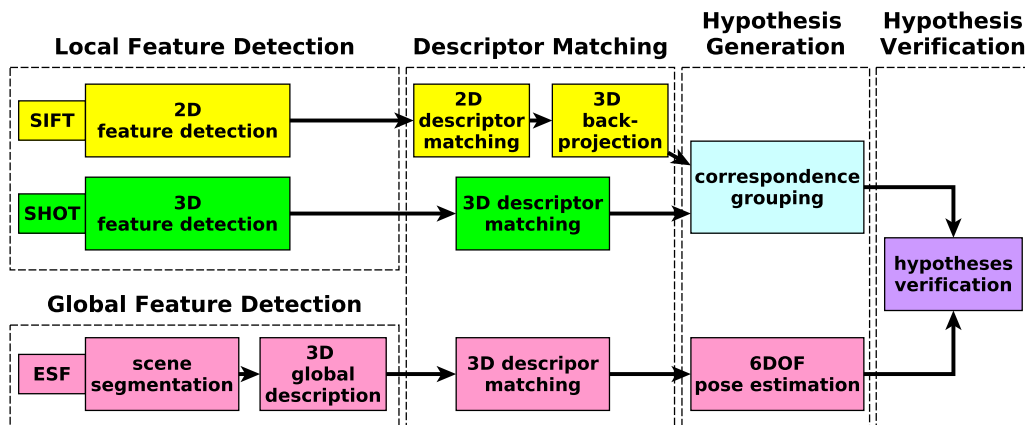 Local Feature Detection
Descriptor Matching
Hypothesis
Generation
Hypothesis
Verification
SIFT
2D
feature detection
2D
descriptor
matching
3D
back-
projection
SHOT
3D
feature detection
3D descriptor
matching
correspondence
grouping
hypotheses
verification
Global Feature Detection
ESF
scene
segmentation
3D
global
description
3D descripor
matching
6DOF
pose estimation